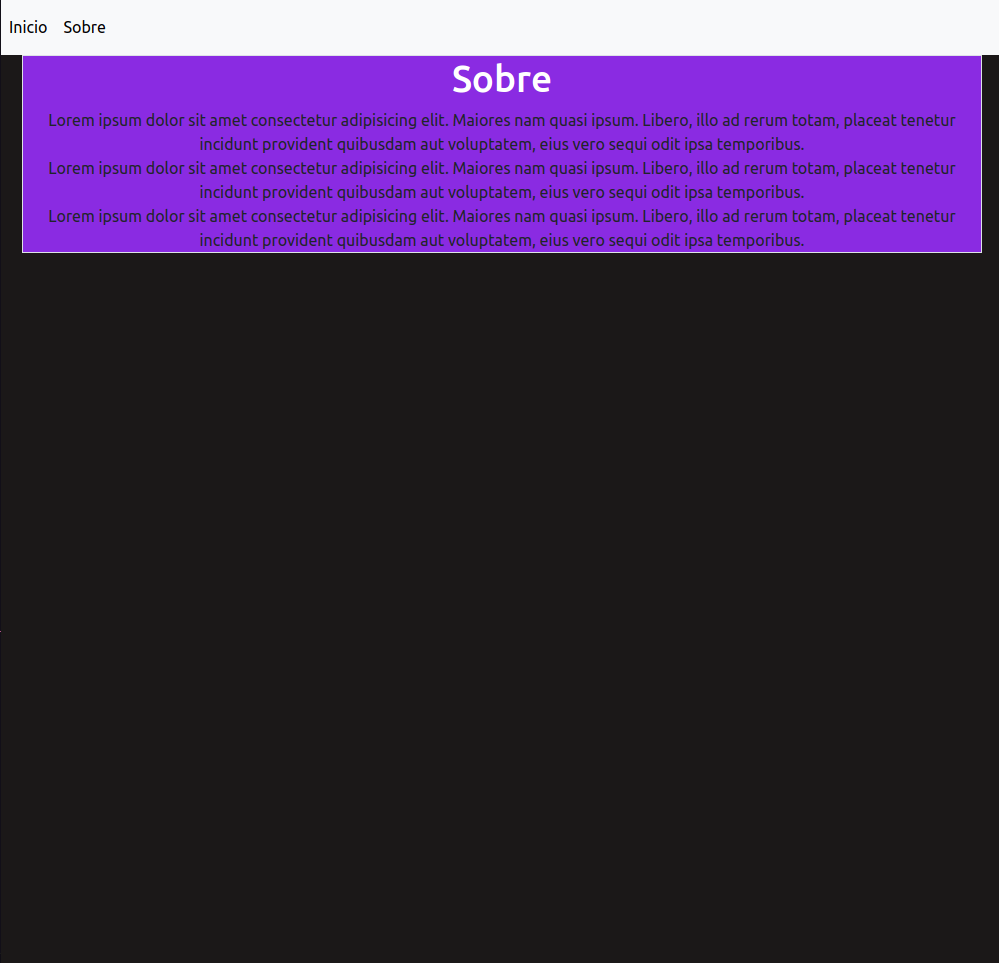 Inicio Sobre
Sobre
Lorem ipsum dolor sit amet consectetur adipisicing elit. Maiores nam quasi ipsum. Libero, illo ad rerum totam, placeat tenetur
incidunt provident quibusdam aut voluptatem, eius vero sequi odit ipsa temporibus.
Lorem ipsum dolor sit amet consectetur adipisicing elit. Maiores nam quasi ipsum. Libero, illo ad rerum totam, placeat tenetur
incidunt provident quibusdam aut voluptatem, eius vero sequi odit ipsa temporibus.
Lorem ipsum dolor sit amet consectetur adipisicing elit. Maiores nam quasi ipsum. Libero, illo ad rerum totam, placeat tenetur
incidunt provident quibusdam aut voluptatem, eius vero sequi odit ipsa temporibus.